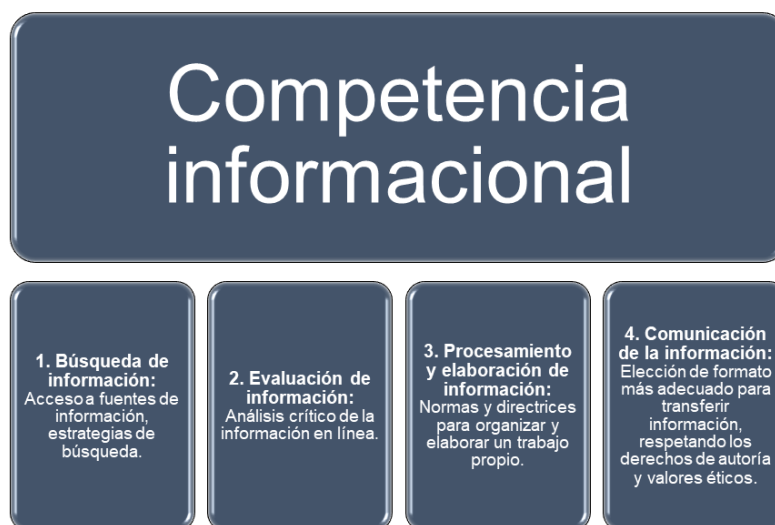 Competencia
informacional
1. Búsqueda de
información:
Acceso a fuentes de
información,
estrategias de
búsqueda.
2. Evaluación de
información:
Análisis crítico de la
información en línea.
3. Procesamiento
y elaboración de
información:
Normas y directrices
para organizar y
elaborar un trabajo
propio.
4. Comunicación
de la información:
Elección de formato
más adecuado para
transferir
información,
respetando los
derechos de autoría
y valores éticos.